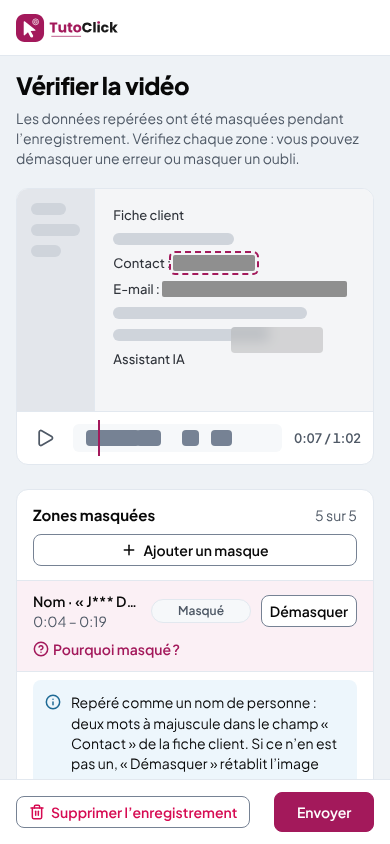 TutoClick
Vérifier la vidéo
Les données repérées ont été masquées pendant
l’enregistrement. Vérifiez chaque zone : vous pouvez
démasquer une erreur ou masquer un oubli.
Fiche client
Contact :
E-mail :
Assistant IA
0:07 / 1:02
Zones masquées
5 sur 5
+ Ajouter un masque
Nom · « J*** D…
Masqué
Démasquer
0:04 – 0:19
Pourquoi masqué ?
Repéré comme un nom de personne :
deux mots à majuscule dans le champ «
Contact » de la fiche client. Si ce n’en est
pas un, « Démasquer » rétablit l’image
Supprimer l’enregistrement
Envoyer